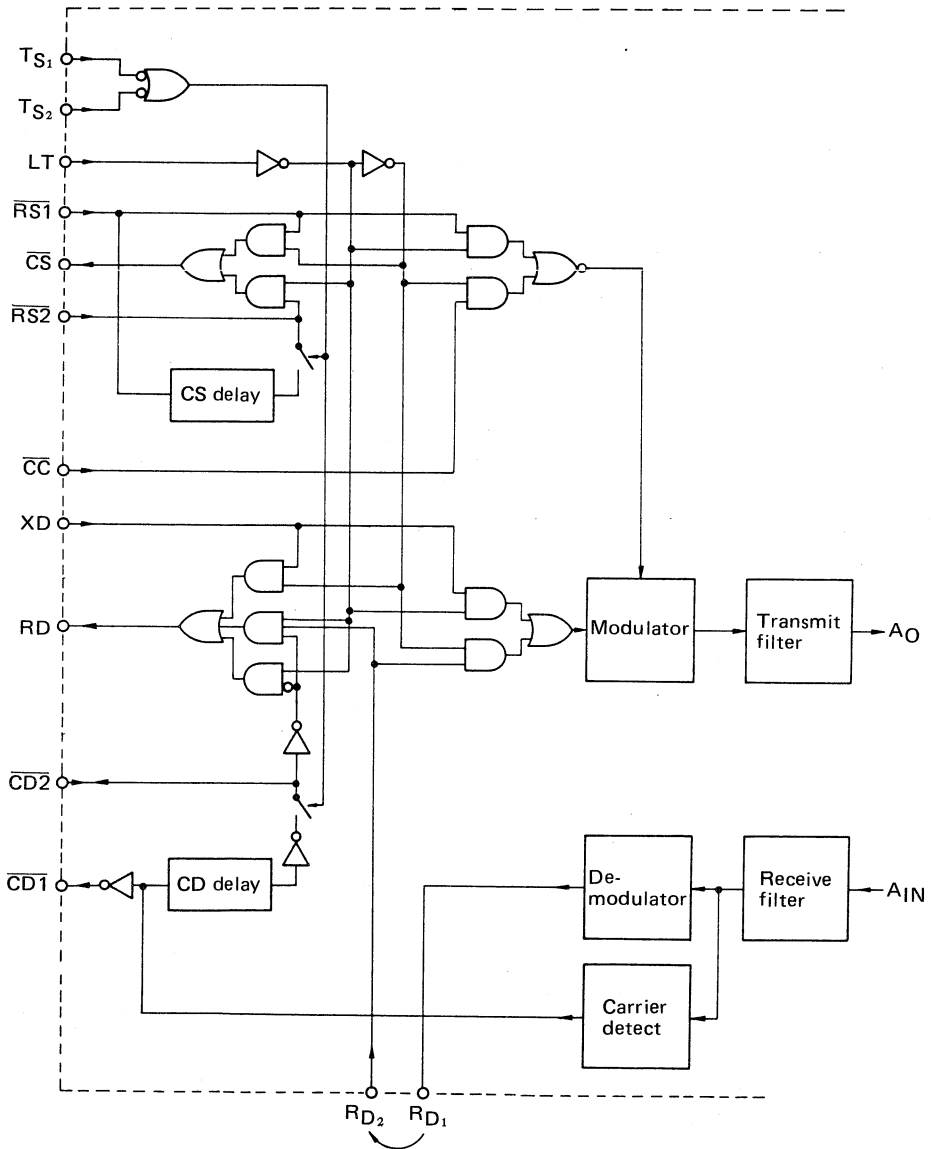 TS1
TS2
LT
RS1
CS
RS2
CS delay
CC
XD
RD
Modulator
Transmit
filter
AO
CD2
CD1
CD delay
De-
modulator
Receive
filter
AIN
Carrier
detect
RD2
RD1